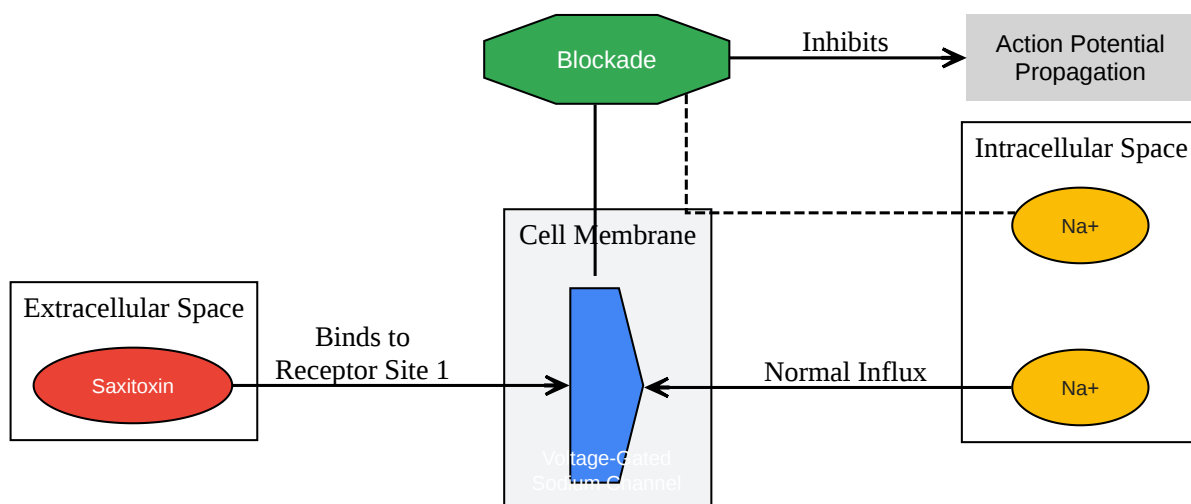 Blockade
Inhibits
Action Potential
Propagation
Intracellular Space
Na+
Cell Membrane
Extracellular Space
Saxitoxin
Binds to
Receptor Site 1
Normal Influx
Na+
Voltage-Gated
Sodium Channel